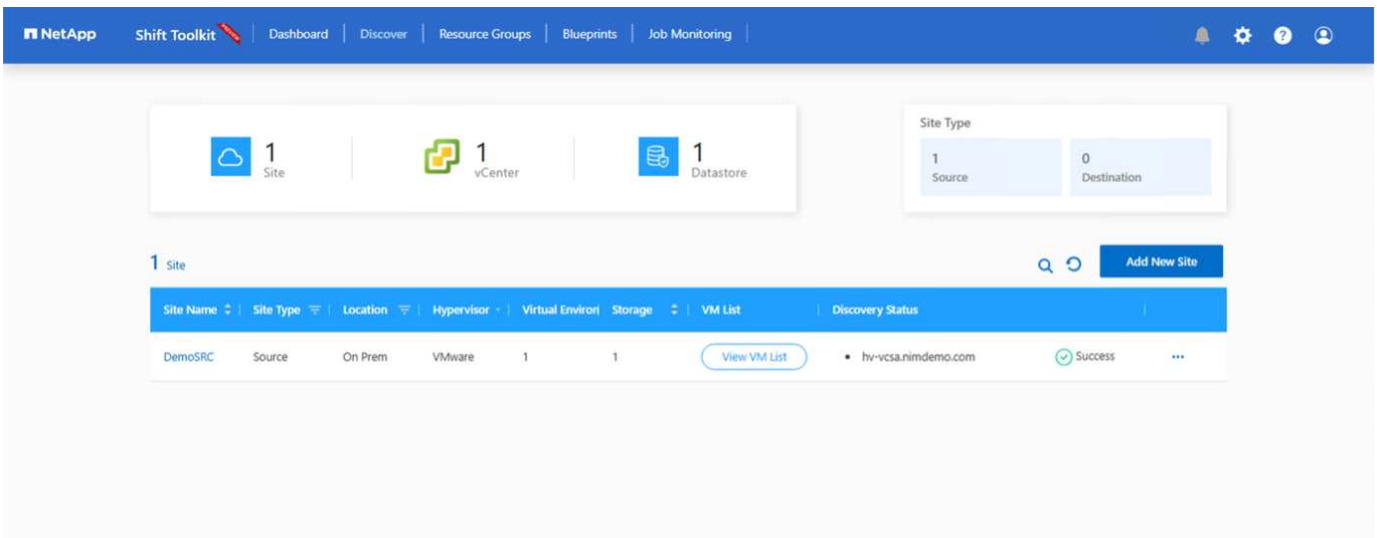 NetApp Shift Toolkit Dashboard Discover Resource Groups Blueprints Job Monitoring
Site Type
1 Site 1 vCenter 1 Datastore
1 Source 0 Destination
1 Site Add New Site
Site Name Site Type Location Hypervisor Virtual Environ Storage VM List Discovery Status
DemoSRC Source On Prem VMware 1 1 View VM List • hv-vcsa.nimdemo.com Success ...